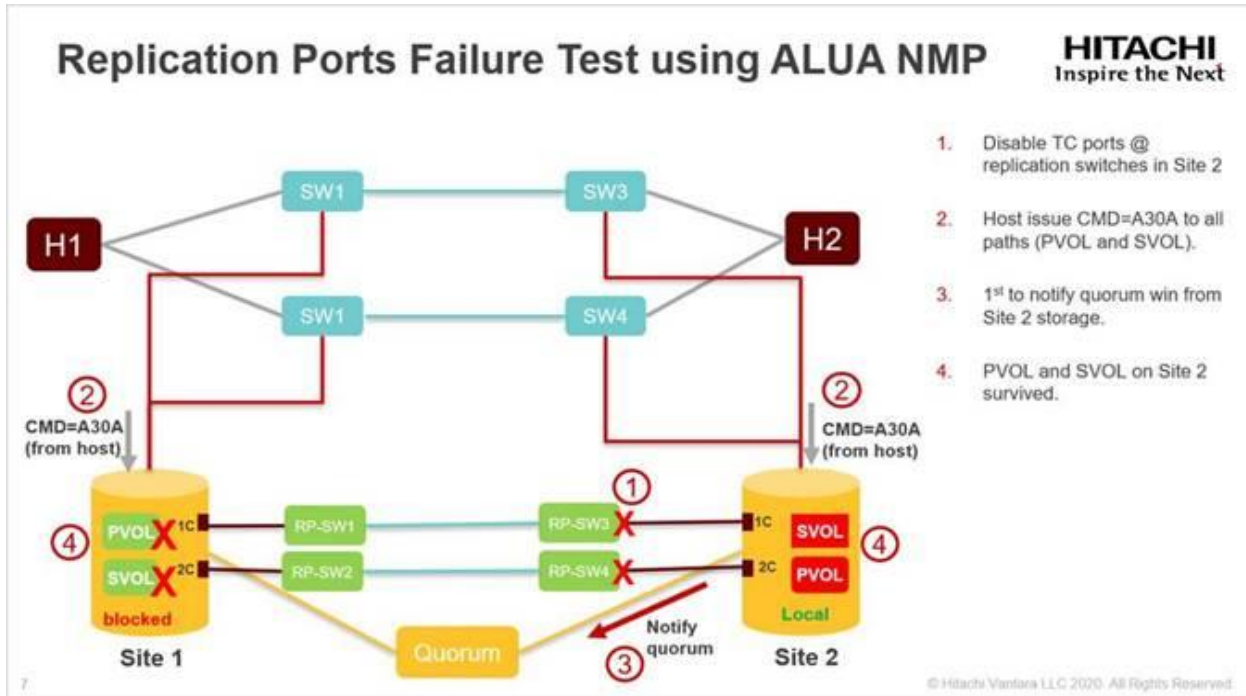 Replication Ports Failure Test using ALUA NMP
HITACHI
Inspire the Next
1. Disable TC ports @
replication switches in Site 2
2. Host issue CMD=A30A to all
paths (PVOL and SVOL).
3. 1st to notify quorum win from
Site 2 storage.
4. PVOL and SVOL on Site 2
survived.
SW1
SW3
H1
H2
SW1
SW4
2
CMD=A30A
(from host)
2
CMD=A30A
(from host)
1
PVOL X 1C
RP-SW1
RP-SW3 X
1C
SVOL
4
4
SVOL X 2C
RP-SW2
RP-SW4 X
2C
PVOL
blocked
Local
Notify
quorum
3
Quorum
Site 1
Site 2
7
© Hitachi Vantara LLC 2020. All Rights Reserved.